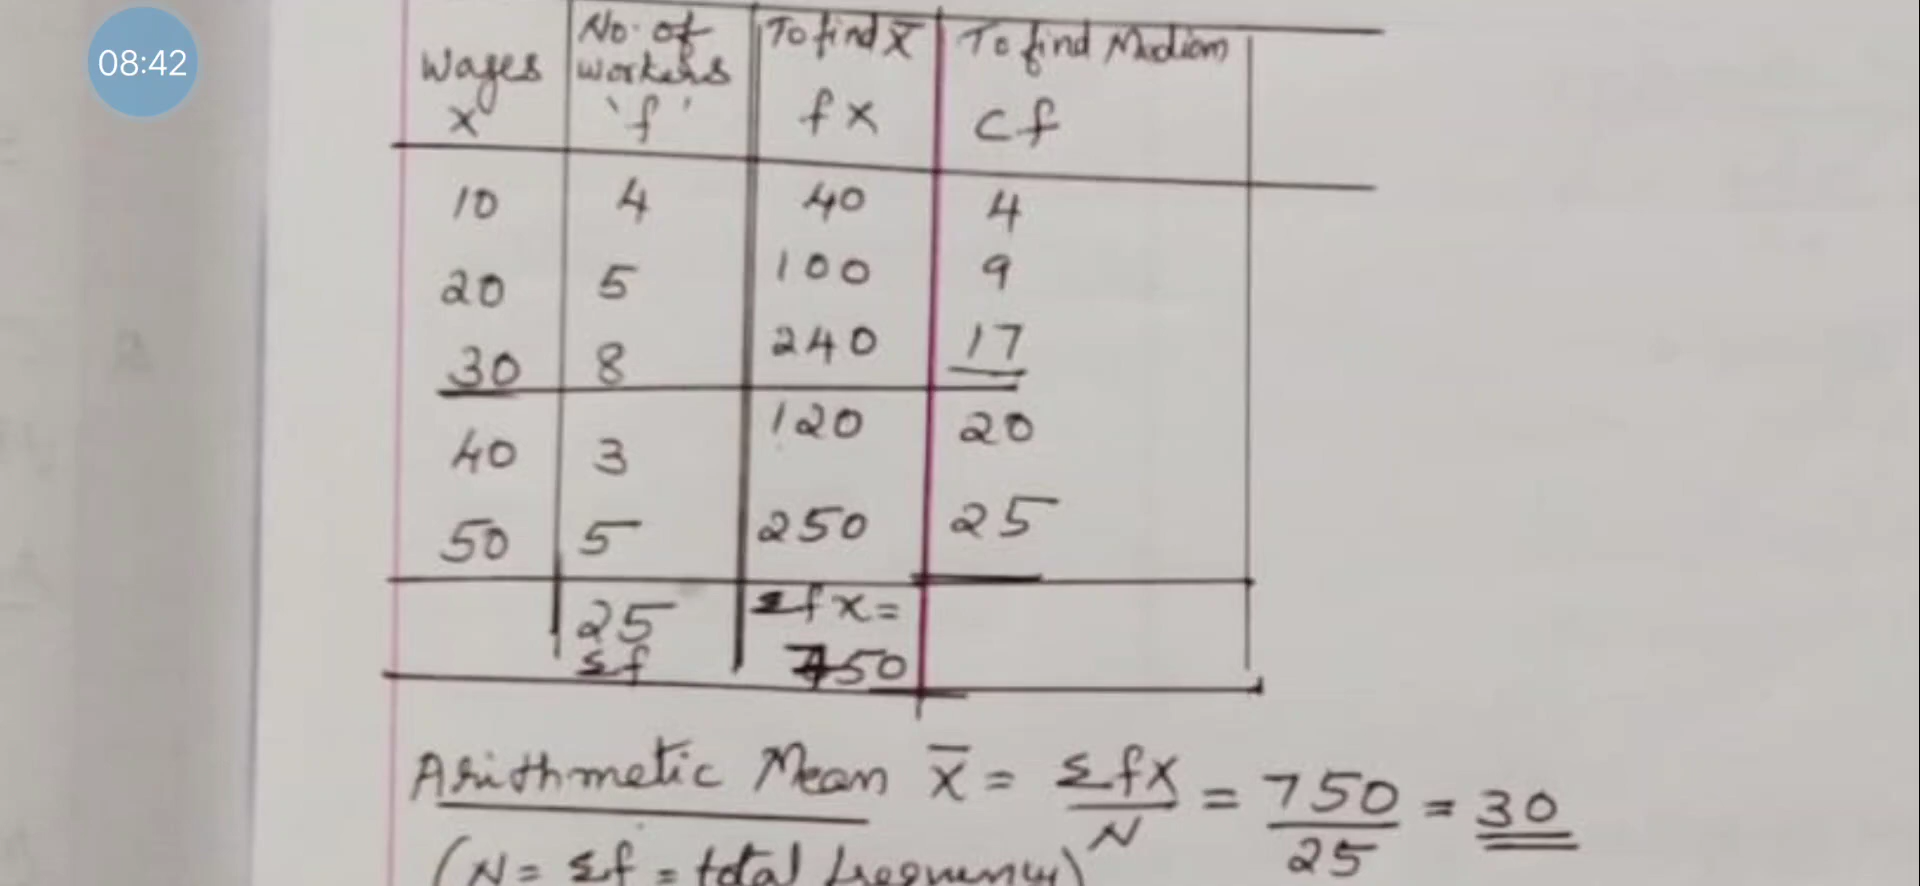 08:42
Wages x | No. of workers 'f' | To find x̄ fx | To find Median cf
10 | 4 | 40 | 4
20 | 5 | 100 | 9
30 | 8 | 240 | 17
40 | 3 | 120 | 20
50 | 5 | 250 | 25
25 Σf | Σfx = 750
Arithmetic Mean x̄ = Σfx / N = 750 / 25 = 30
(N = Σf = total frequency)